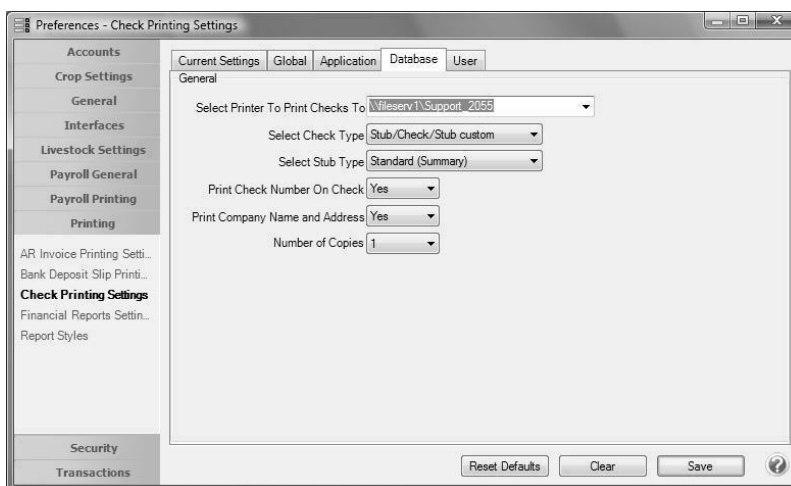 Preferences - Check Printing Settings
Accounts
Crop Settings
General
Interfaces
Livestock Settings
Payroll General
Payroll Printing
Printing
AR Invoice Printing Setti...
Bank Deposit Slip Printi...
Check Printing Settings
Financial Reports Settin...
Report Styles
Security
Transactions
Current Settings Global Application Database User
General
Select Printer To Print Checks To \\fileserv1\Support_2055
Select Check Type Stub/Check/Stub custom
Select Stub Type Standard (Summary)
Print Check Number On Check Yes
Print Company Name and Address Yes
Number of Copies 1
Reset Defaults Clear Save ?